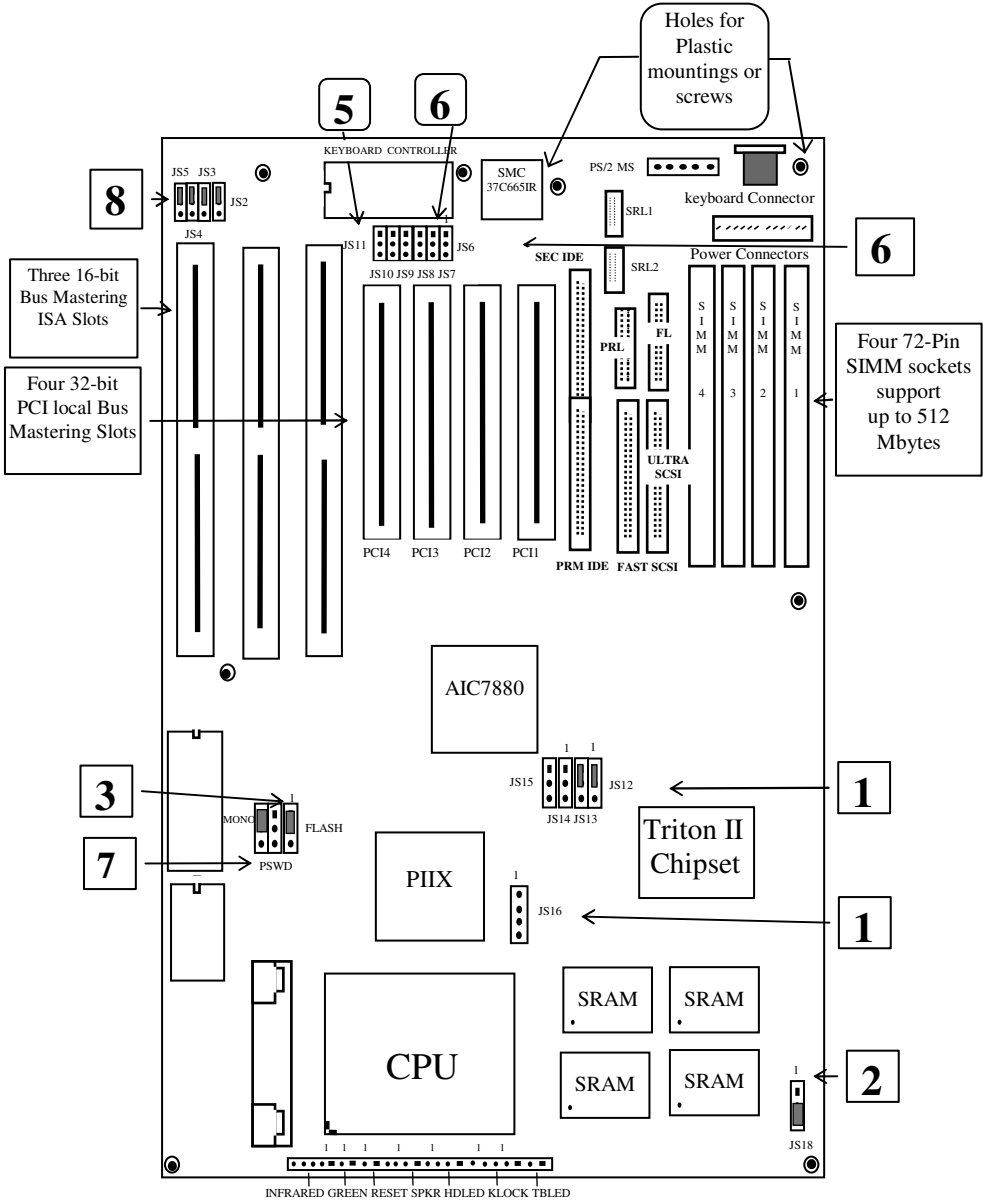 Holes for
Plastic
mountings or
screws
5
6
KEYBOARD CONTROLLER
SMC
37C665IR
PS/2 MS
keyboard Connector
JS5 JS3
8
JS2
JS4
SRL1
1
JS11
JS6
JS10 JS9 JS8 JS7
SEC IDE
SRL2
Power Connectors
6
Three 16-bit
Bus Mastering
ISA Slots
Four 32-bit
PCI local Bus
Mastering Slots
PRL
FL
SIMM 4
SIMM 3
SIMM 2
SIMM 1
Four 72-Pin
SIMM sockets
support
up to 512
Mbytes
ULTRA
SCSI
PCI4 PCI3 PCI2 PCI1
PRM IDE FAST SCSI
AIC7880
1 1
JS15
JS12
JS14 JS13
1
3
1
MONO
FLASH
PSWD
7
Triton II
Chipset
PIIX
1
JS16
1
SRAM SRAM
CPU
SRAM SRAM
1
2
JS18
1 1 1 1 1 1 1
INFRARED GREEN RESET SPKR HDLED KLOCK TBLED